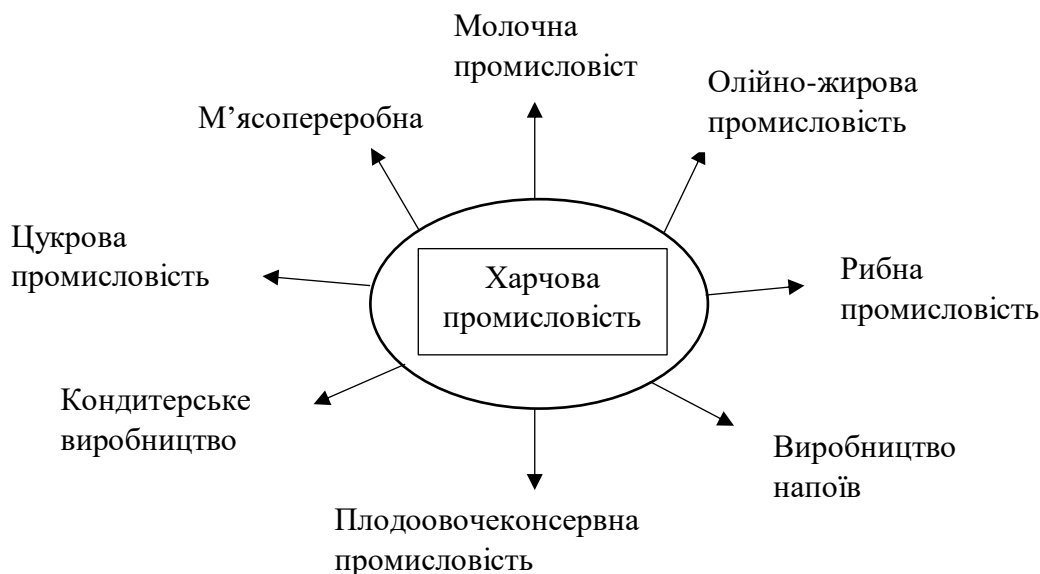 Молочна
промисловіст
Олійно-жирова
промисловість
М’ясопереробна
Цукрова
промисловість
Харчова
промисловість
Рибна
промисловість
Кондитерське
виробництво
Виробництво
напоїв
Плодоовочеконсервна
промисловість